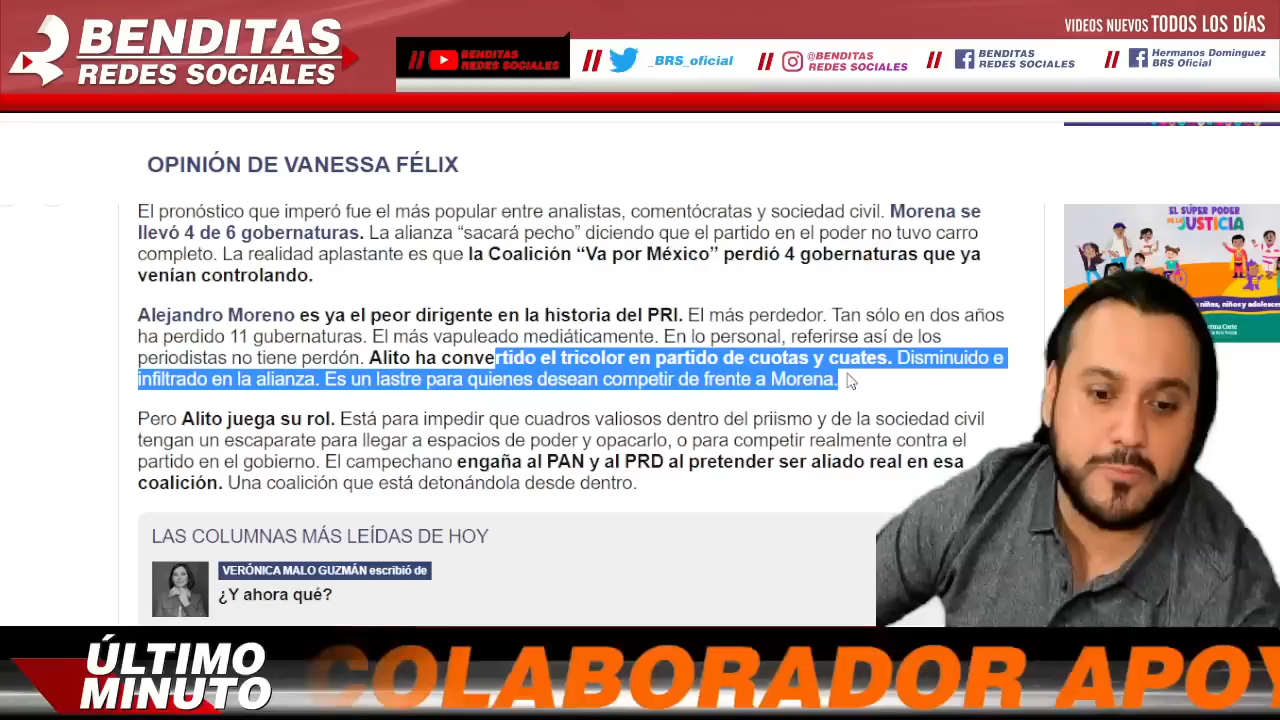 BENDITAS
REDES SOCIALES
VIDEOS NUEVOS TODOS LOS DÍAS
// BENDITAS
REDES SOCIALES
// _BRS_oficial
// @BENDITAS
REDES SOCIALES
// BENDITAS
REDES SOCIALES
// Hermanos Dominguez
BRS Oficial
OPINIÓN DE VANESSA FÉLIX
El pronóstico que imperó fue el más popular entre analistas, comentócratas y sociedad civil. Morena se
llevó 4 de 6 gobernaturas. La alianza “sacará pecho” diciendo que el partido en el poder no tuvo carro
completo. La realidad aplastante es que la Coalición “Va por México” perdió 4 gobernaturas que ya
venían controlando.
Alejandro Moreno es ya el peor dirigente en la historia del PRI. El más perdedor. Tan sólo en dos años
ha perdido 11 gubernaturas. El más vapuleado mediáticamente. En lo personal, referirse así de los
periodistas no tiene perdón. Alito ha convertido el tricolor en partido de cuotas y cuates. Disminuido e
infiltrado en la alianza. Es un lastre para quienes desean competir de frente a Morena.
Pero Alito juega su rol. Está para impedir que cuadros valiosos dentro del priismo y de la sociedad civil
tengan un escaparate para llegar a espacios de poder y opacarlo, o para competir realmente contra el
partido en el gobierno. El campechano engaña al PAN y al PRD al pretender ser aliado real en esa
coalición. Una coalición que está detonándola desde dentro.
LAS COLUMNAS MÁS LEÍDAS DE HOY
VERÓNICA MALO GUZMÁN escribió de
¿Y ahora qué?
EL SÚPER PODER
DE LA JUSTICIA
niñas, niños y adolesce
rema Corte
ÚLTIMO
MINUTO
COLABORADOR APOY